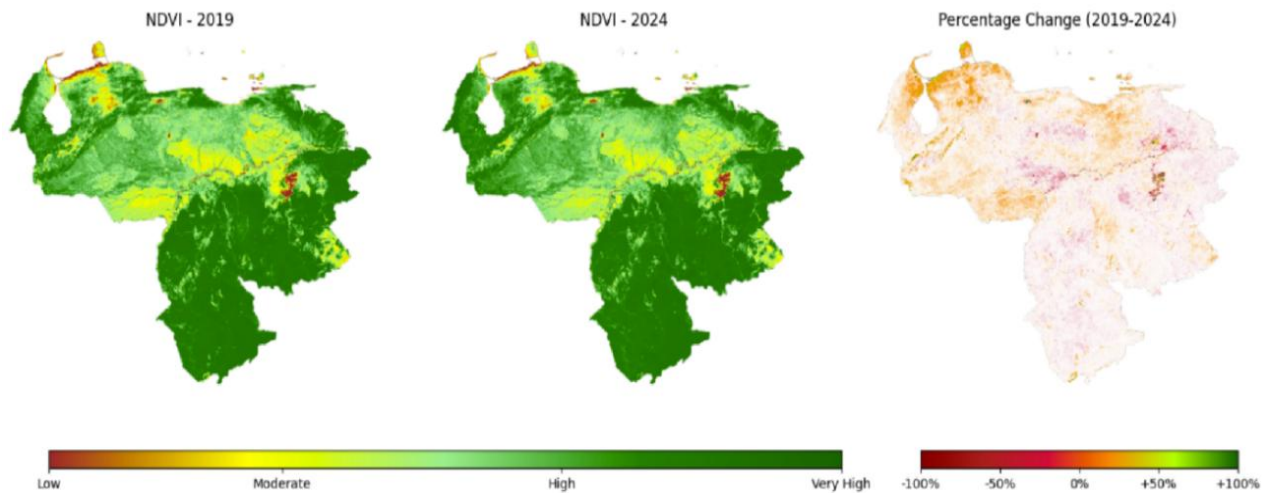 NDVI - 2019
NDVI - 2024
Percentage Change (2019-2024)
Low Moderate High Very High
-100% -50% 0% +50% +100%